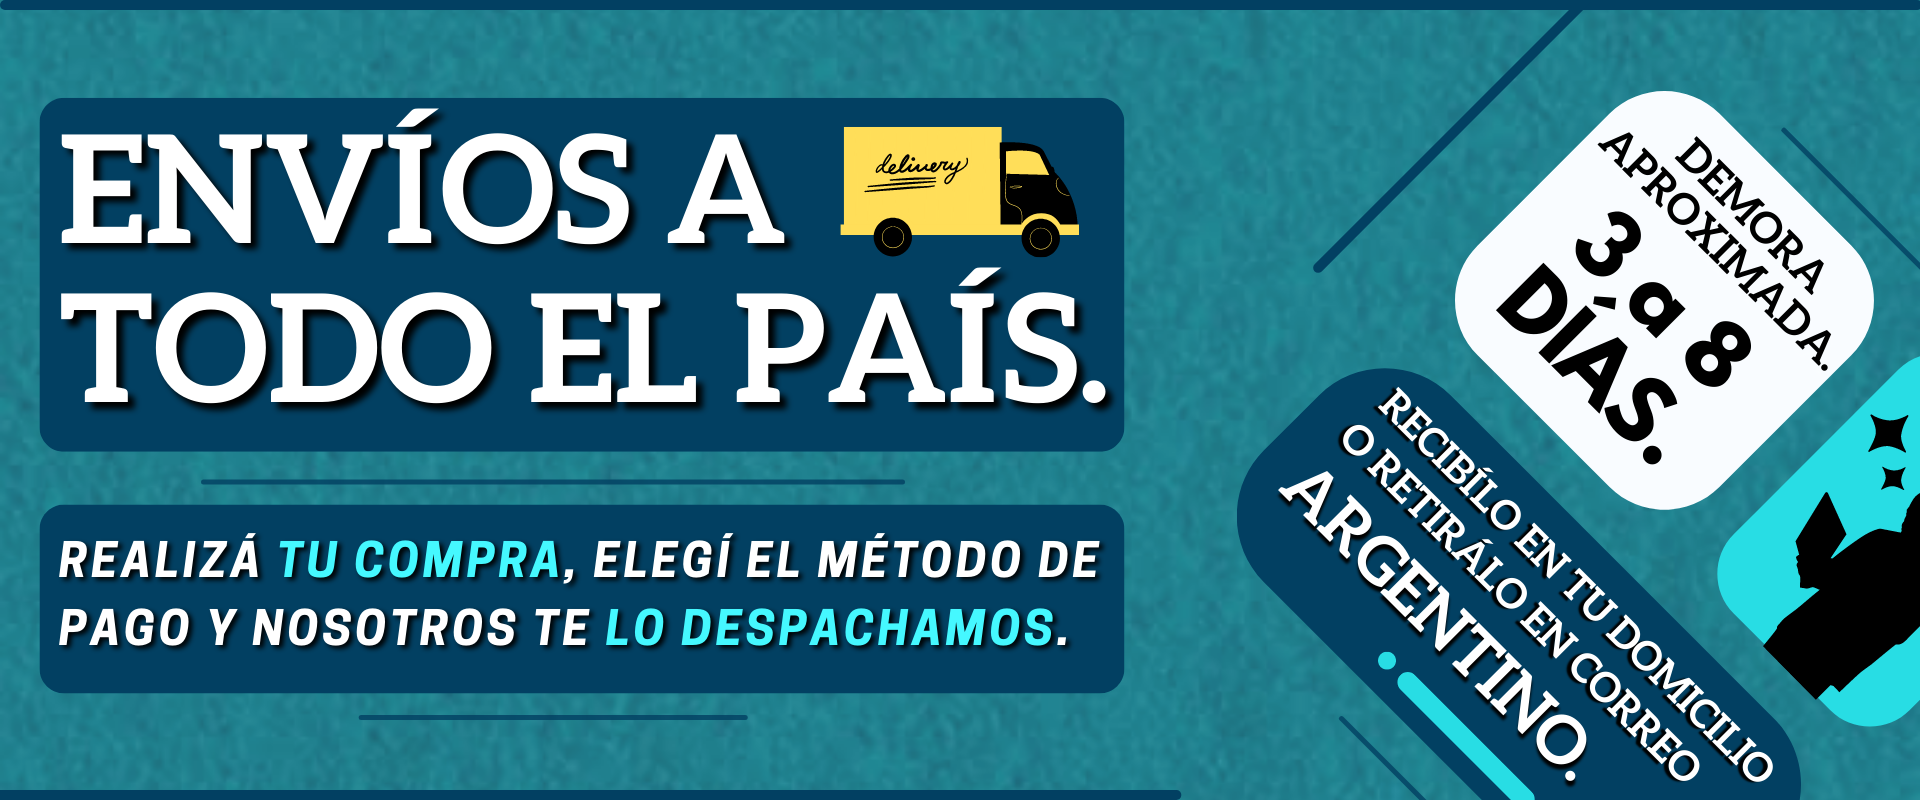 ENVÍOS A
delivery
TODO EL PAÍS.
REALIZÁ TU COMPRA, ELEGÍ EL MÉTODO DE
PAGO Y NOSOTROS TE LO DESPACHAMOS.
DEMORA
APROXIMADA.
3 a 8
DÍAS.
RECIBÍLO EN TU DOMICILIO
O RETIRÁLO EN CORREO
ARGENTINO.